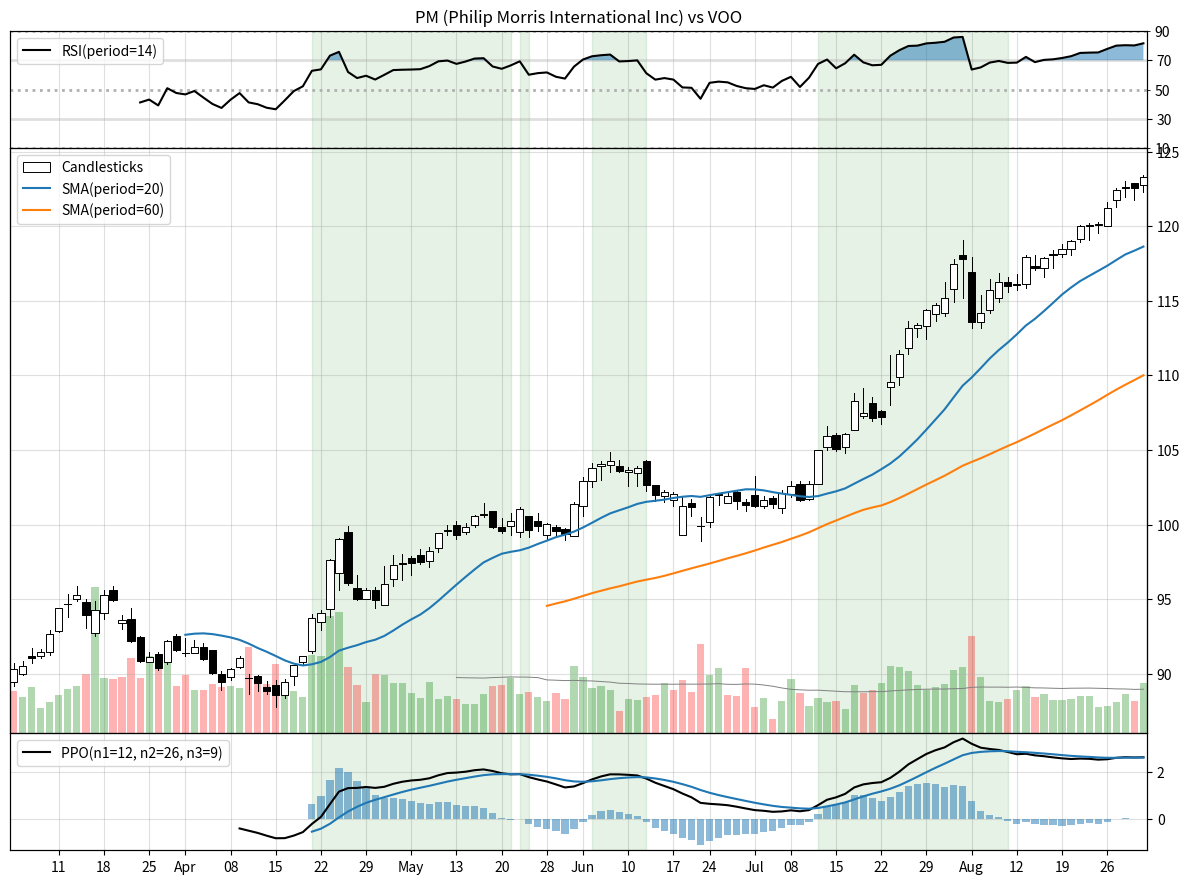 PM (Philip Morris International Inc) vs VOO
RSI(period=14)
90
70
50
30
10
Candlesticks
SMA(period=20)
SMA(period=60)
125
120
115
110
105
100
95
90
PPO(n1=12, n2=26, n3=9)
2
0
11 18 25 Apr 08 15 22 29 May 13 20 28 Jun 10 17 24 Jul 08 15 22 29 Aug 12 19 26